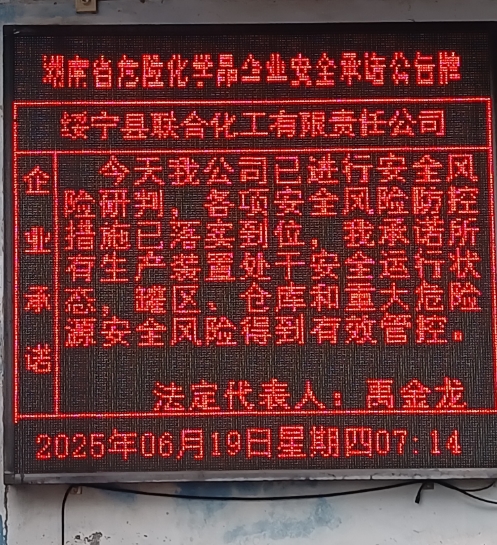 湖南省危险化学品企业安全承诺公告牌
绥宁县联合化工有限责任公司
企业承诺
今天我公司已进行安全风
险研判，各项安全风险防控
措施已落实到位，我承诺所
有生产装置处于安全运行状
态，罐区、仓库和重大危险
源安全风险得到有效管控。
法定代表人：禹金龙
2025年06月19日星期四07:14